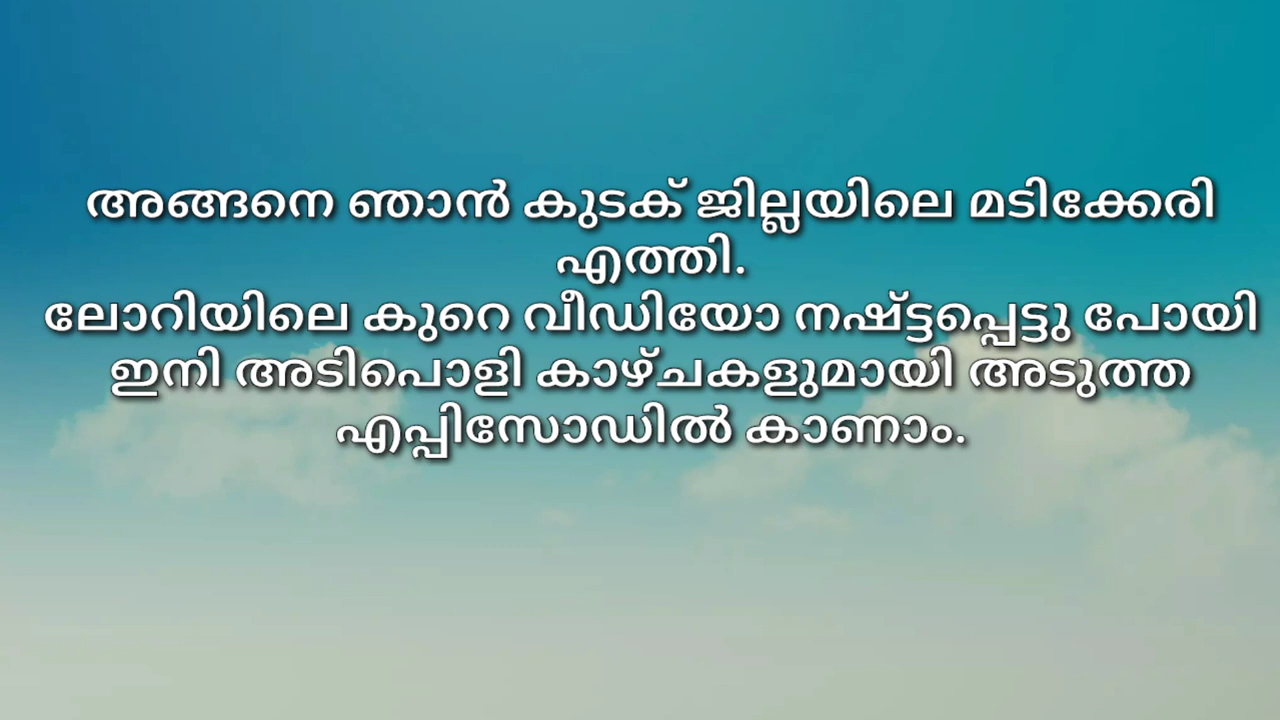 അങ്ങനെ ഞാൻ കുടക് ജില്ലയിലെ മടിക്കേരി
എത്തി.
ലോറിയിലെ കുറെ വീഡിയോ നഷ്ട്ടപ്പെട്ടു പോയി
ഇനി അടിപൊളി കാഴ്ചകളുമായി അടുത്ത
എപ്പിസോഡിൽ കാണാം.